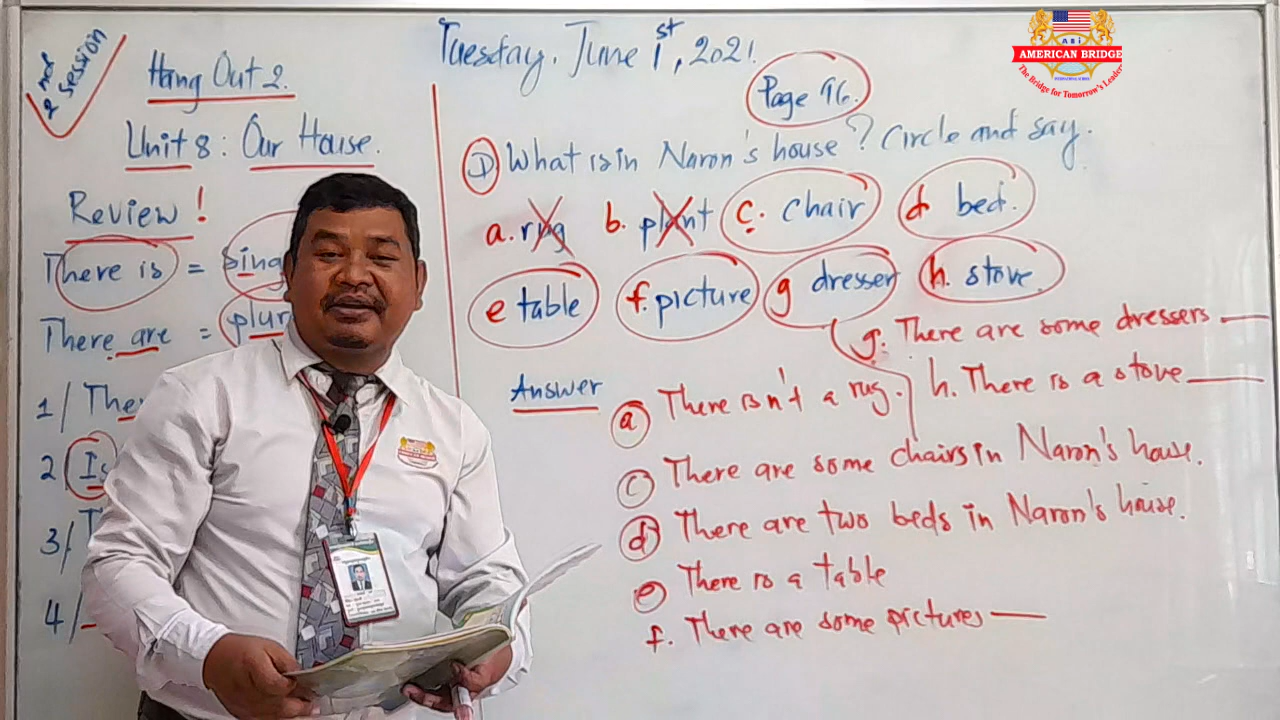 Tuesday, June 1st, 2021.
AMERICAN BRIDGE
The Bridge for Tomorrow's Leader
session
Hang Out 2.
Unit 8: Our House.
Review!
There is = sing
There are = plur
1/ The
2 Is
3/
4/
Page 96.
① What is in Naron's house? Circle and say.
a. rug b. plant c. chair d bed.
e table f. picture g dresser h. stove.
g. There are some dressers
h. There is a stove
Answer
a There isn't a rug.
c There are some chairs in Naron's house.
d There are two beds in Naron's house.
e There is a table
f. There are some pictures